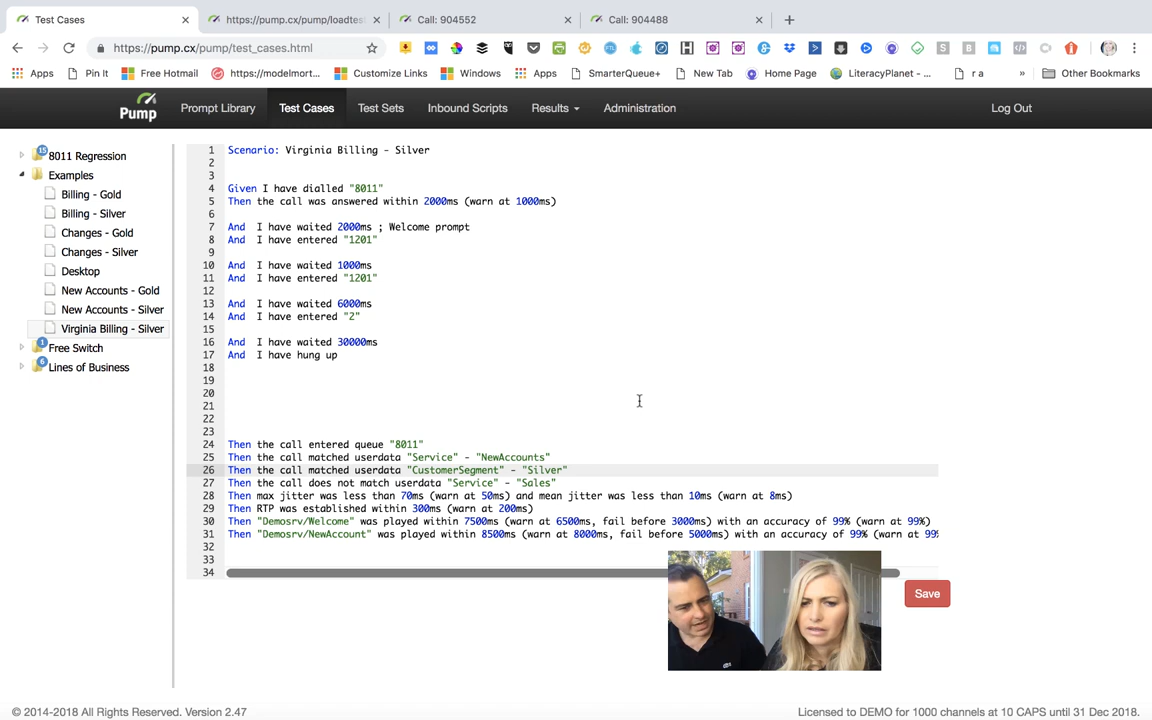 Test Cases
https://pump.cx/pump/loadtes
Call: 904552
Call: 904488
https://pump.cx/pump/test_cases.html
Apps
Pin It
Free Hotmail
https://modelmort...
Customize Links
Windows
Apps
SmarterQueue+
New Tab
Home Page
LiteracyPlanet - ...
r a
»
Other Bookmarks
Pump
Prompt Library
Test Cases
Test Sets
Inbound Scripts
Results
Administration
Log Out
15
8011 Regression
Examples
Billing - Gold
Billing - Silver
Changes - Gold
Changes - Silver
Desktop
New Accounts - Gold
New Accounts - Silver
Virginia Billing - Silver
1
Free Switch
6
Lines of Business
1 Scenario: Virginia Billing - Silver
2
3
4 Given I have dialled "8011"
5 Then the call was answered within 2000ms (warn at 1000ms)
6
7 And I have waited 2000ms ; Welcome prompt
8 And I have entered "1201"
9
10 And I have waited 1000ms
11 And I have entered "1201"
12
13 And I have waited 6000ms
14 And I have entered "2"
15
16 And I have waited 30000ms
17 And I have hung up
18
19
20
21
22
23
24 Then the call entered queue "8011"
25 Then the call matched userdata "Service" - "NewAccounts"
26 Then the call matched userdata "CustomerSegment" - "Silver"
27 Then the call does not match userdata "Service" - "Sales"
28 Then max jitter was less than 70ms (warn at 50ms) and mean jitter was less than 10ms (warn at 8ms)
29 Then RTP was established within 300ms (warn at 200ms)
30 Then "Demosrv/Welcome" was played within 7500ms (warn at 6500ms, fail before 3000ms) with an accuracy of 99% (warn at 99%)
31 Then "Demosrv/NewAccount" was played within 8500ms (warn at 8000ms, fail before 5000ms) with an accuracy of 99% (warn at 99%
32
33
34
Save
© 2014-2018 All Rights Reserved. Version 2.47
Licensed to DEMO for 1000 channels at 10 CAPS until 31 Dec 2018.